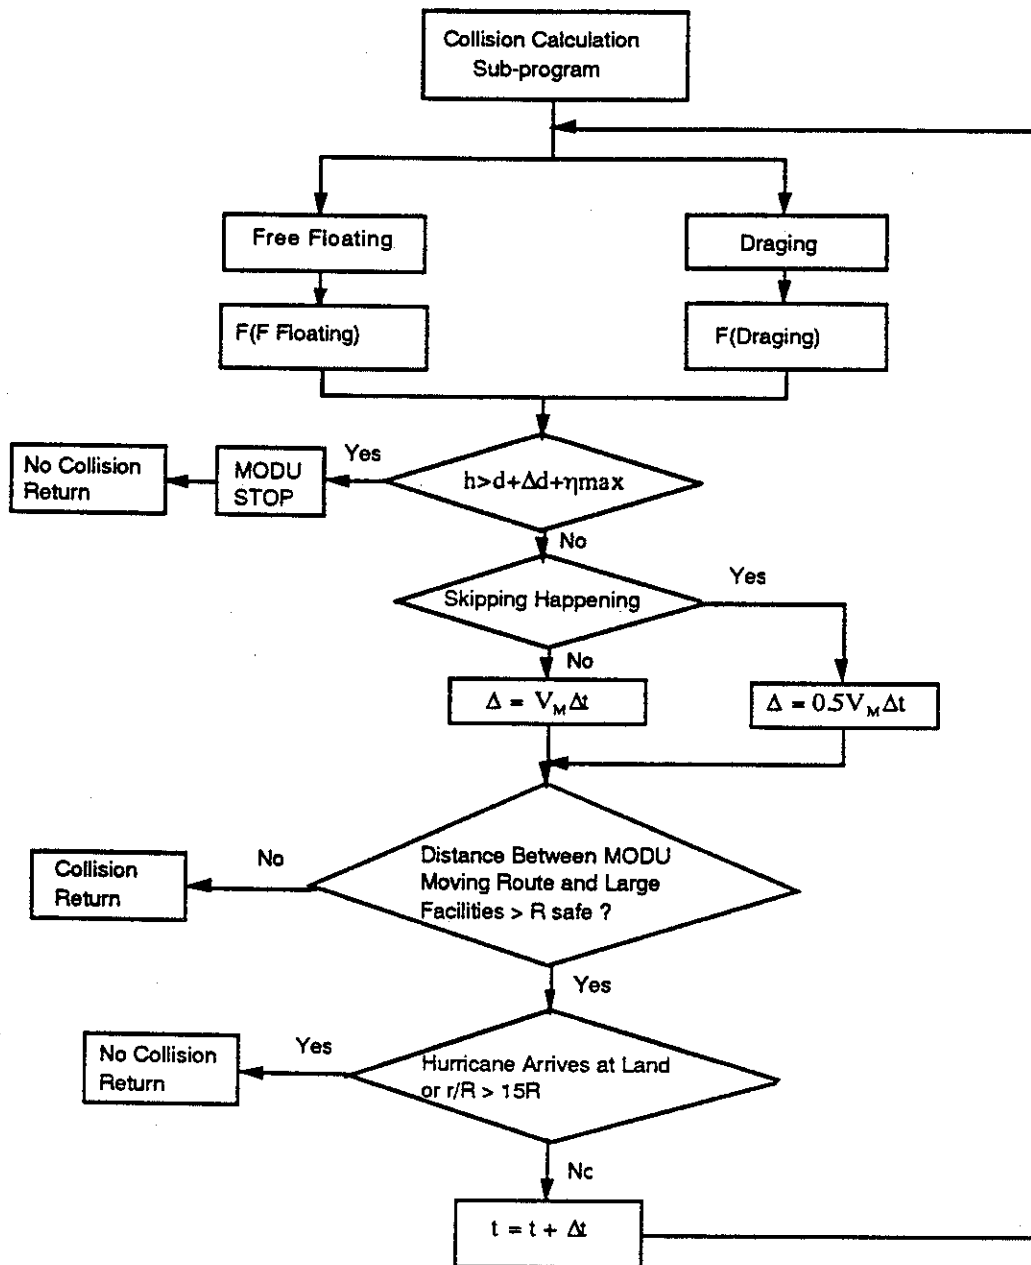 Collision Calculation
Sub-program
Free Floating
Draging
F(F Floating)
F(Draging)
No Collision
Return
MODU
STOP
Yes
h>d+Δd+ηmax
No
Skipping Happening
Yes
No
Δ = V_M Δt
Δ = 0.5V_M Δt
Collision
Return
No
Distance Between MODU
Moving Route and Large
Facilities > R safe ?
Yes
No Collision
Return
Yes
Hurricane Arrives at Land
or r/R > 15R
No
t = t + Δt